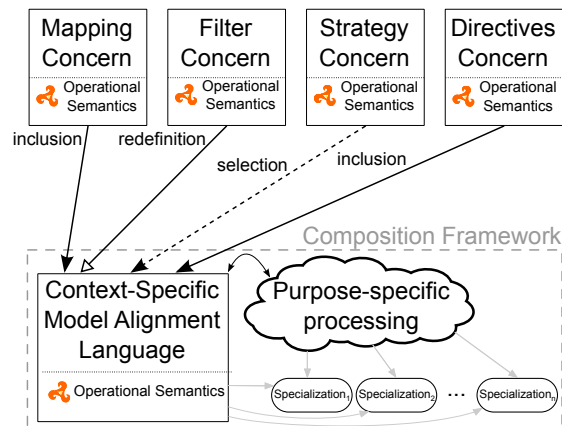 Mapping
Concern
Operational
Semantics
Filter
Concern
Operational
Semantics
Strategy
Concern
Operational
Semantics
Directives
Concern
Operational
Semantics
inclusion
redefinition
selection
inclusion
Composition Framework
Context-Specific
Model Alignment
Language
Operational Semantics
Purpose-specific
processing
Specialization₁
Specialization₂
...
Specializationₙ